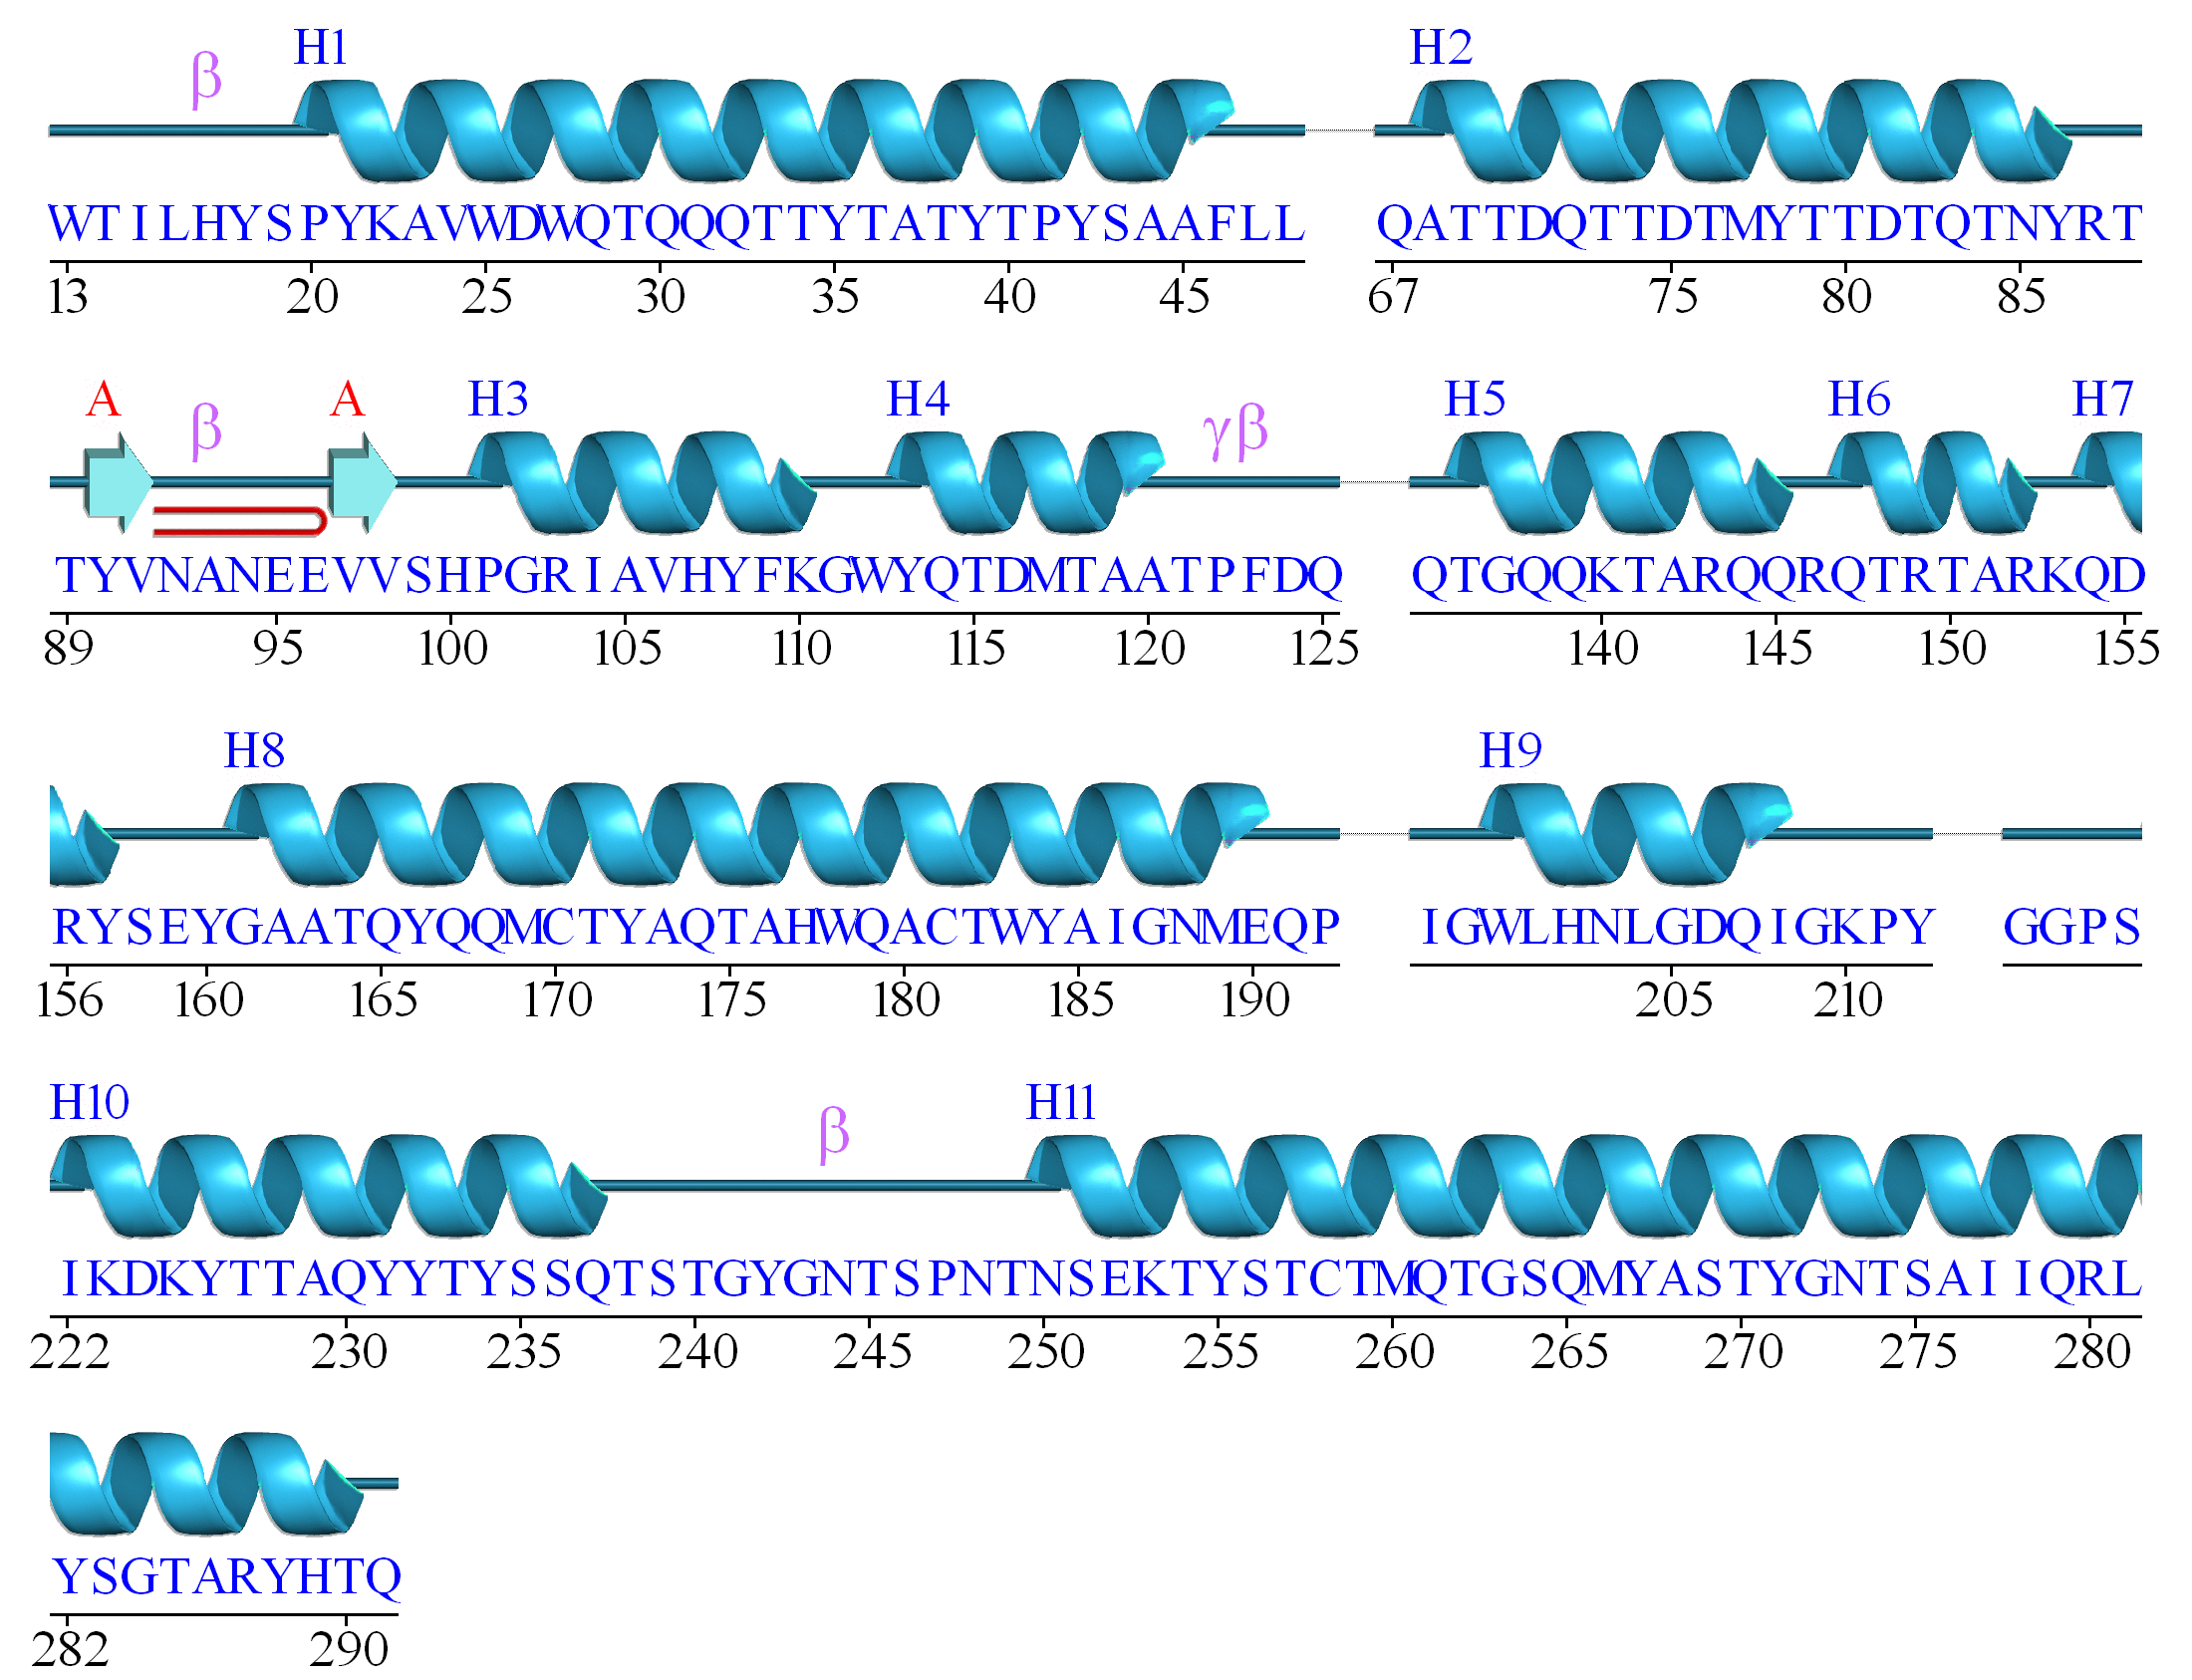 β H1 H2
WTILHYSPYKAVWDWQTQQQTTYTATYTPYSAAFLL QATTDQTTDTMYTTDTQTNYRT
13 20 25 30 35 40 45 67 75 80 85
A β A H3 H4 γβ H5 H6 H7
TYVNANEEVVSHPGRIAVHYFKGWYQTDMTAATPFDQ QTGQQKTARQQRQTRTARKQD
89 95 100 105 110 115 120 125 140 145 150 155
H8 H9
RYSEYGAATQYQQMCTYAQTAHWQACTWYAIGNMEQP IGWLHNLGDQIGKPY GGPS
156 160 165 170 175 180 185 190 205 210
H10 β H11
IKDKYTTAQYYTYSSQTSTGYGNTSPNTNSEKTYSTCTMQTGSQMYASTYGNTSAIIQRL
222 230 235 240 245 250 255 260 265 270 275 280
YSGTARYHTQ
282 290